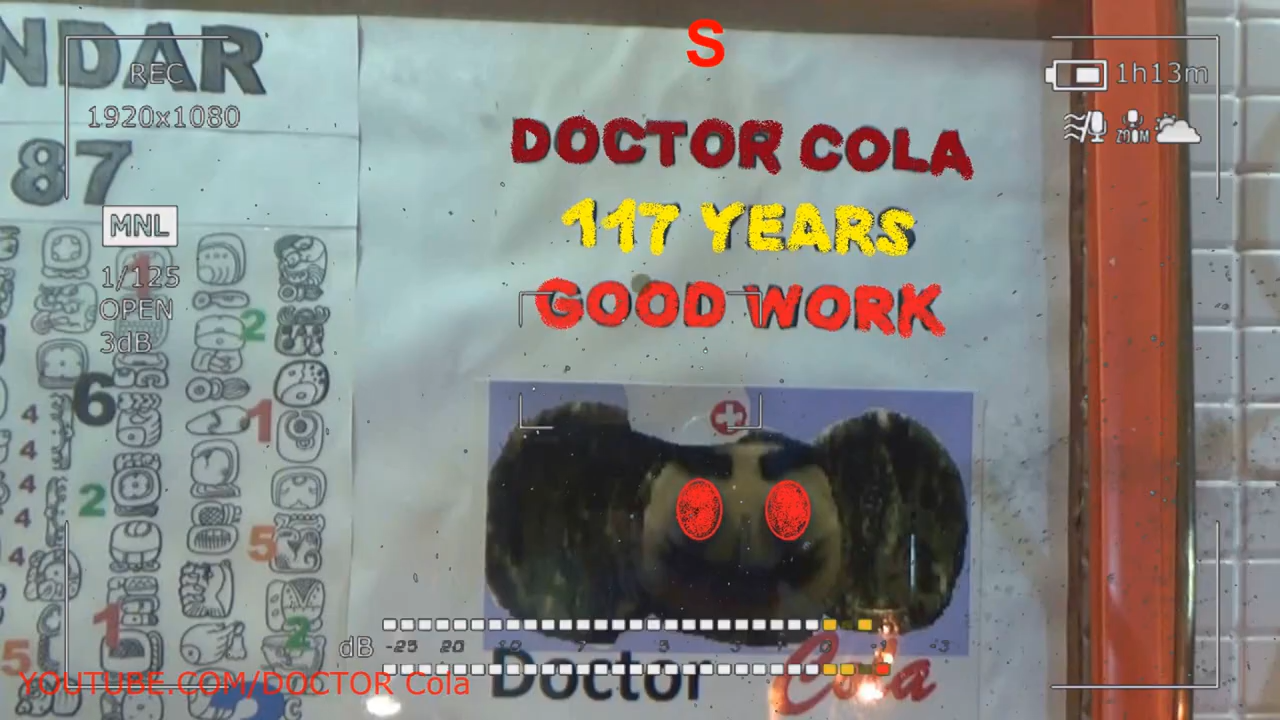 S
NDAR
REC
1920x1080
1h13m
ZOOM
DOCTOR COLA
87
117 YEARS
MNL
1/125
OPEN
3dB
GOOD WORK
2
6
4
1
4
4
2
4
5
4
1
2
5
dB -25 20 10 7 5 3 1 0 -1 -3
YOUTUBE.COM/DOCTOR Cola
Doctor Cola